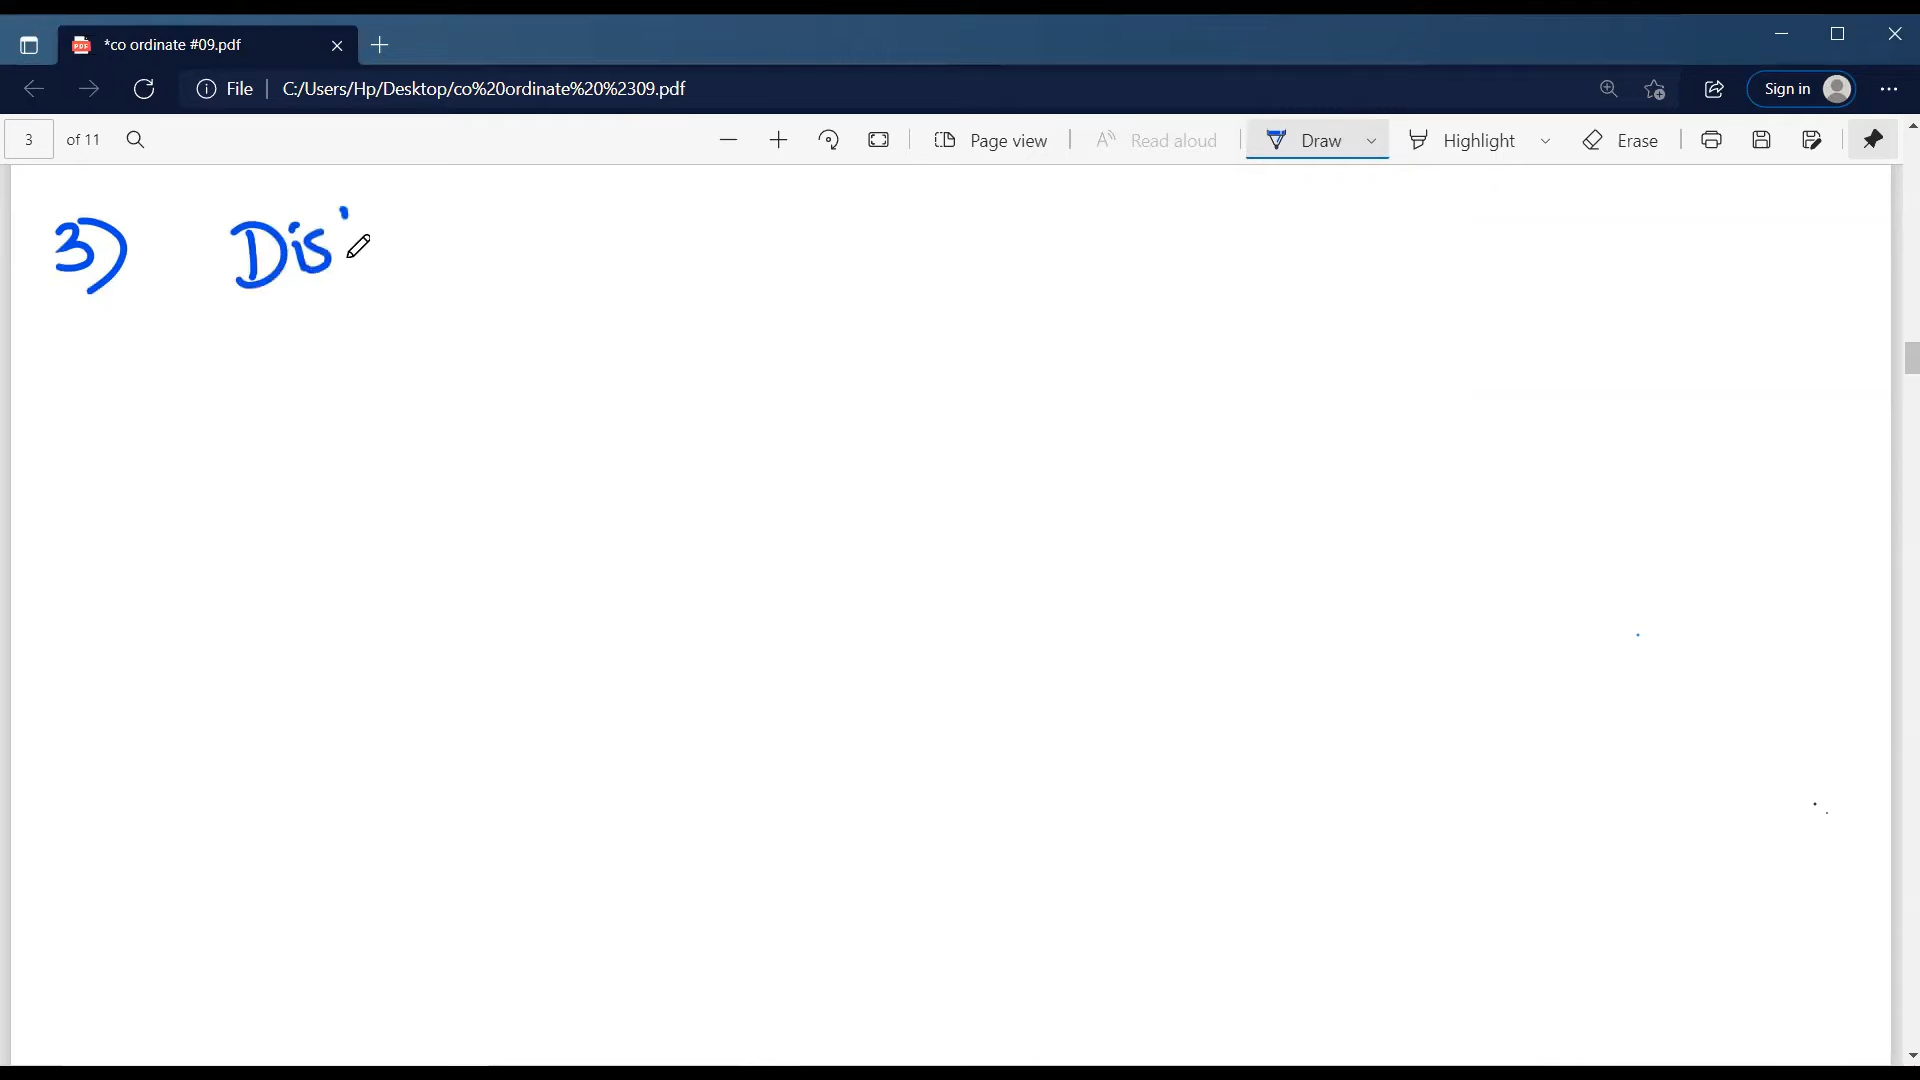 *co ordinate #09.pdf
File | C:/Users/Hp/Desktop/co%20ordinate%20%2309.pdf
Sign in
3 of 11
Page view
Read aloud
Draw
Highlight
Erase
3) Dis